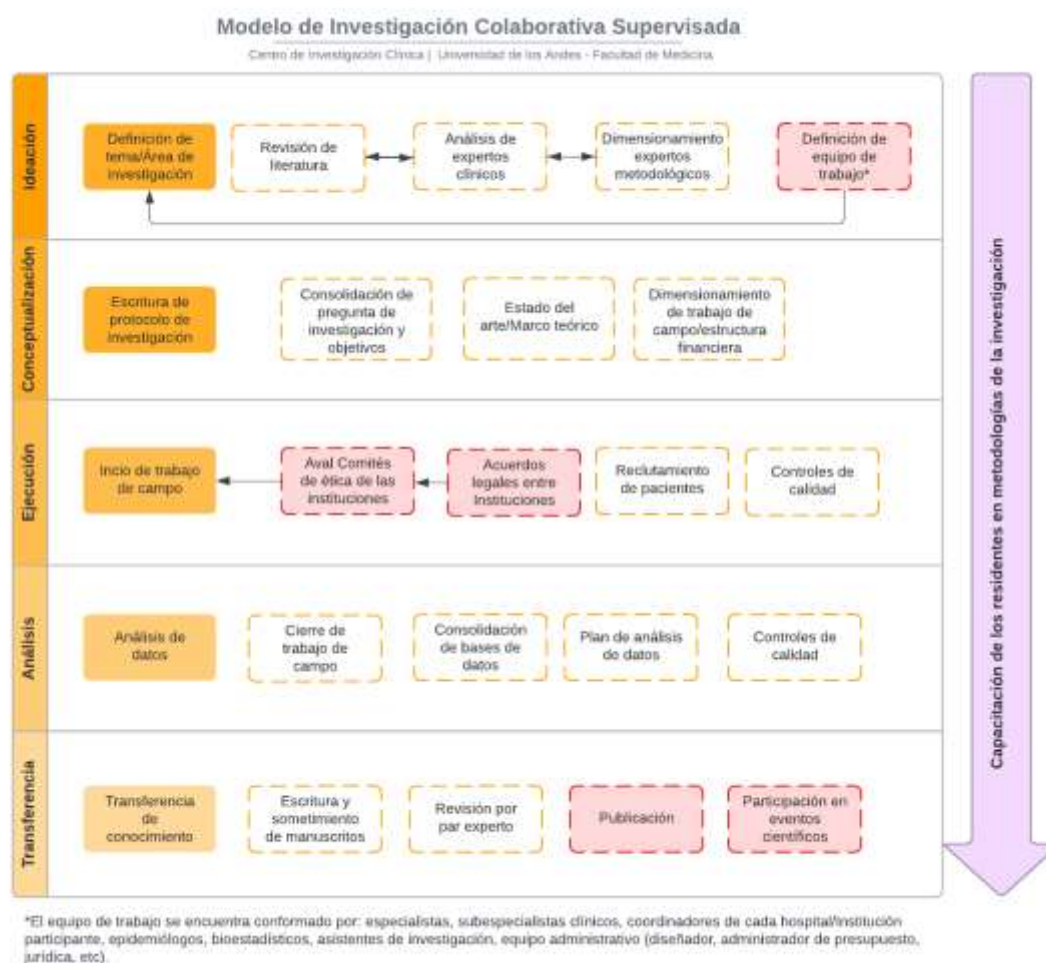 Modelo de Investigación Colaborativa Supervisada
Centro de Investigación Clínica | Universidad de los Andes - Facultad de Medicina
Ideación
Definición de
tema/Área de
investigación
Revisión de
literatura
Análisis de
expertos
clínicos
Dimensionamiento
expertos
metodológicos
Definición de
equipo de
trabajo*
Conceptualización
Escritura de
protocolo de
investigación
Consolidación de
pregunta de
investigación y
objetivos
Estado del
arte/Marco teórico
Dimensionamiento
de trabajo de
campo/estructura
financiera
Ejecución
Incio de trabajo
de campo
Aval Comités
de ética de las
instituciones
Acuerdos
legales entre
Instituciones
Reclutamiento
de pacientes
Controles de
calidad
Análisis
Análisis de
datos
Cierre de
trabajo de
campo
Consolidación
de bases de
datos
Plan de análisis
de datos
Controles de
calidad
Transferencia
Transferencia
de
conocimiento
Escritura y
sometimiento
de manuscritos
Revisión por
par experto
Publicación
Participación en
eventos
científicos
Capacitación de los residentes en metodologías de la investigación
*El equipo de trabajo se encuentra conformado por: especialistas, subespecialistas clínicos, coordinadores de cada hospital/institución
participante, epidemiólogos, bioestadísticos, asistentes de investigación, equipo administrativo (diseñador, administrador de presupuesto,
jurídica, etc)